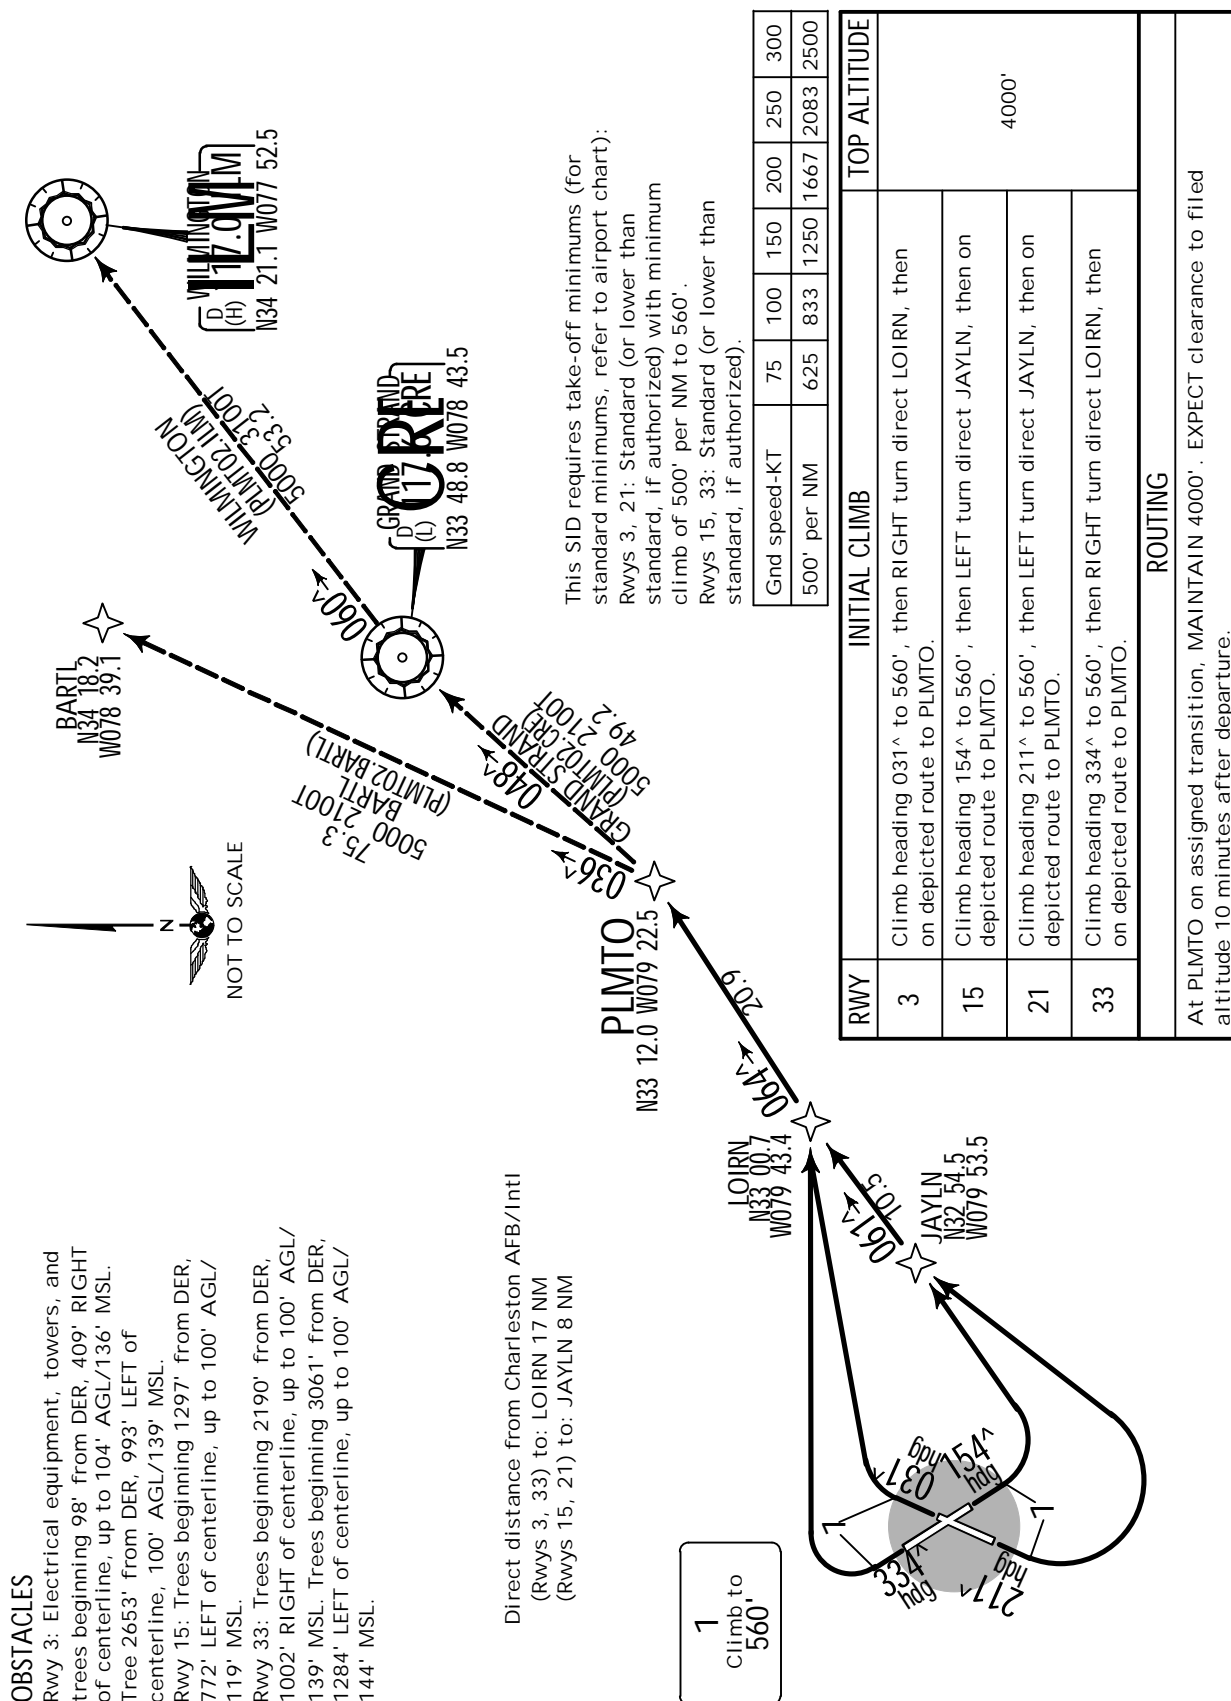 OBSTACLES
Rwy 3: Electrical equipment, towers, and
trees beginning 98' from DER, 409' RIGHT
of centerline, up to 104' AGL/136' MSL.
Tree 2653' from DER, 993' LEFT of
centerline, 100' AGL/139' MSL.
Rwy 15: Trees beginning 1297' from DER,
772' LEFT of centerline, up to 100' AGL/
119' MSL.
Rwy 33: Trees beginning 2190' from DER,
1002' RIGHT of centerline, up to 100' AGL/
139' MSL. Trees beginning 3061' from DER,
1284' LEFT of centerline, up to 100' AGL/
144' MSL.
N
NOT TO SCALE
BARTL
N34 18.2
W078 39.1
WILMINGTON
D
(H)
117.0 ILM
ILM
N34 21.1 W077 52.5
WILMINGTON
(PLMTO2.ILM)
5000 3100T
53.2
060^
GRAND STRAND
D
(L)
117.6 CRE
CRE
N33 48.8 W078 43.5
75.3
5000 2100T
BARTL
(PLMTO2.BARTL)
036^
048^
GRAND STRAND
(PLMTO2.CRE)
5000 2100T
49.2
PLMTO
N33 12.0 W079 22.5
20.9
064^
LOIRN
N33 00.7
W079 43.4
10.5
061^
JAYLN
N32 54.5
W079 53.5
Direct distance from Charleston AFB/Intl
(Rwys 3, 33) to: LOIRN 17 NM
(Rwys 15, 21) to: JAYLN 8 NM
1
Climb to
560'
031^
hdg
154^
hdg
334^
hdg
211^
hdg
1
1
This SID requires take-off minimums (for
standard minimums, refer to airport chart):
Rwys 3, 21: Standard (or lower than
standard, if authorized) with minimum
climb of 500' per NM to 560'.
Rwys 15, 33: Standard (or lower than
standard, if authorized).
Gnd speed-KT 75 100 150 200 250 300
500' per NM 625 833 1250 1667 2083 2500
RWY INITIAL CLIMB TOP ALTITUDE
3 Climb heading 031^ to 560', then RIGHT turn direct LOIRN, then
on depicted route to PLMTO.
15 Climb heading 154^ to 560', then LEFT turn direct JAYLN, then on
depicted route to PLMTO.
21 Climb heading 211^ to 560', then LEFT turn direct JAYLN, then on
depicted route to PLMTO.
33 Climb heading 334^ to 560', then RIGHT turn direct LOIRN, then
on depicted route to PLMTO.
4000'
ROUTING
At PLMTO on assigned transition, MAINTAIN 4000'. EXPECT clearance to filed
altitude 10 minutes after departure.